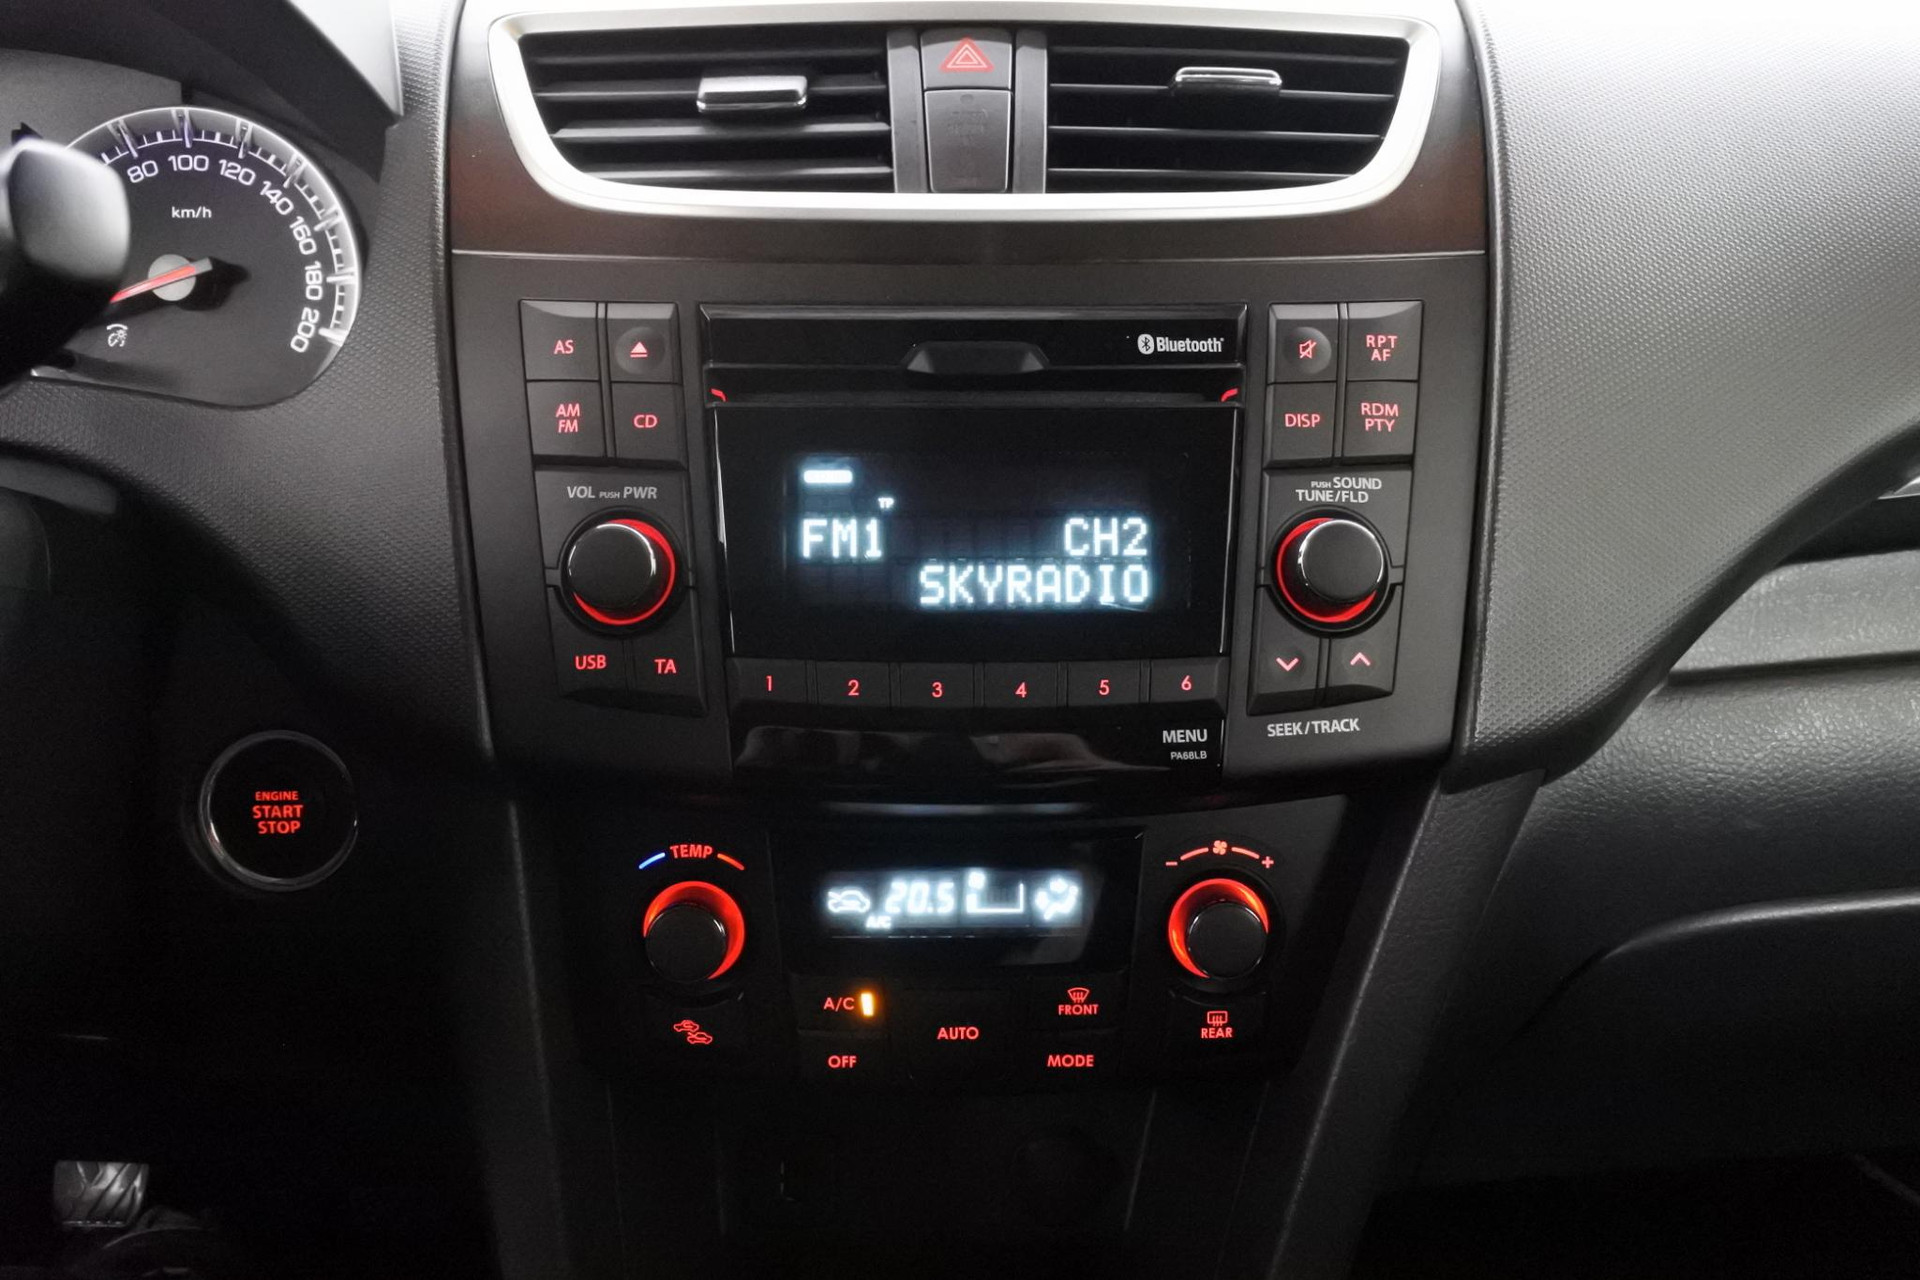 80 100 120 140 160 180 200
km/h
AS
AM
FM
CD
VOL PUSH PWR
USB
TA
Bluetooth
TP
FM1 CH2
SKYRADIO
1 2 3 4 5 6
MENU
PA68LB
RPT
AF
DISP
RDM
PTY
PUSH SOUND
TUNE/FLD
SEEK/TRACK
ENGINE
START
STOP
TEMP
20.5
A/C
- +
A/C
OFF
AUTO
FRONT
MODE
REAR